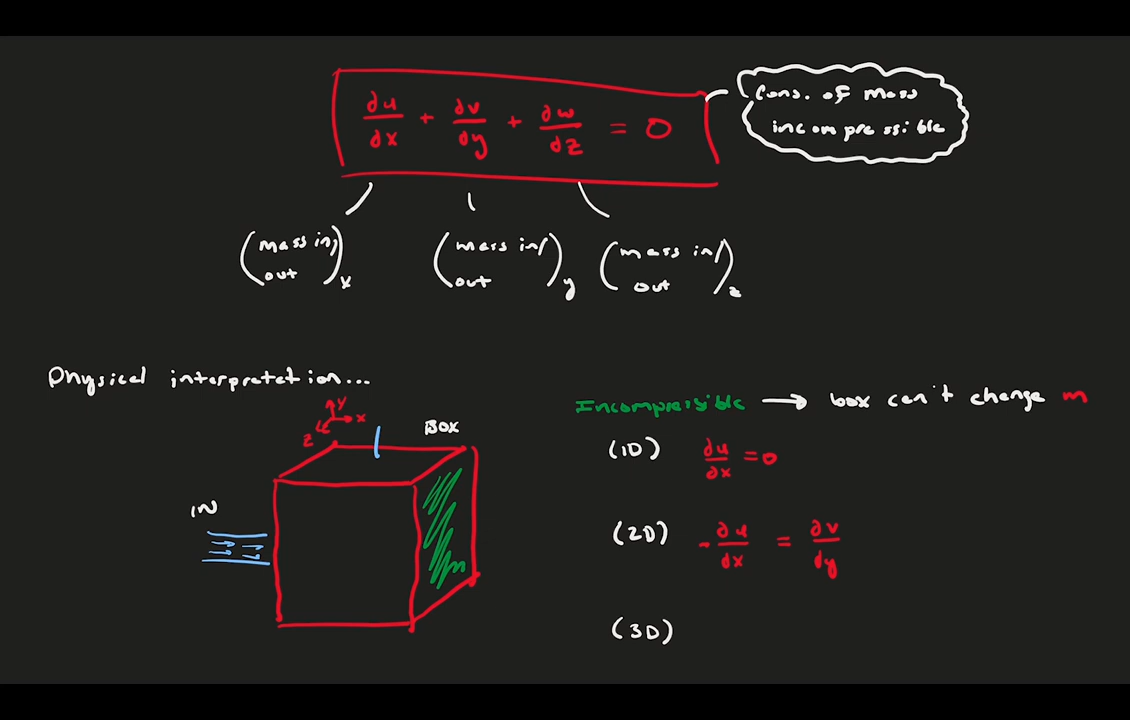 ∂u/∂x + ∂v/∂y + ∂w/∂z = 0
Cons. of mass
incompressible
(mass in/out)x (mass in/out)y (mass in/out)z
Physical interpretation...
y
x
z
BOX
IN
Incompressible → box can't change m
(1D) ∂u/∂x = 0
(2D) -∂u/∂x = ∂v/∂y
(3D)